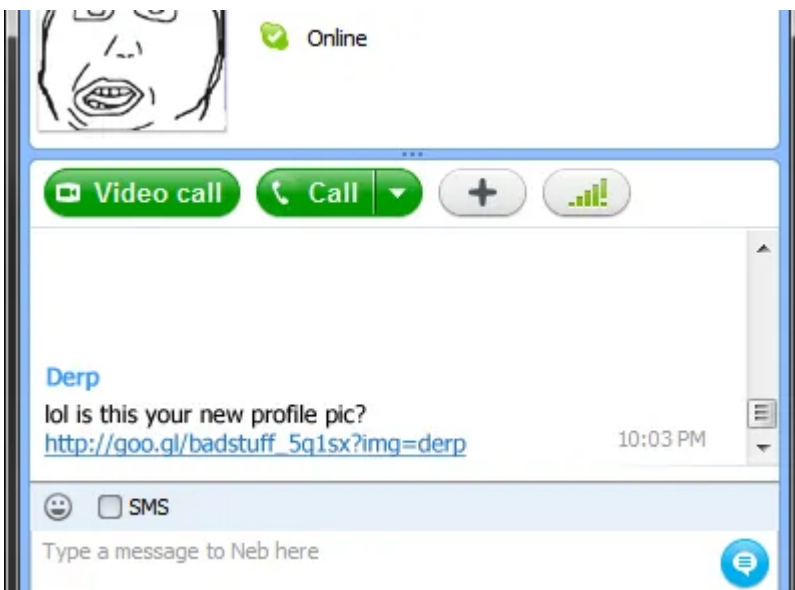 Online
Video call
Call
Derp
lol is this your new profile pic?
http://goo.gl/badstuff_5q1sx?img=derp
10:03 PM
SMS
Type a message to Neb here